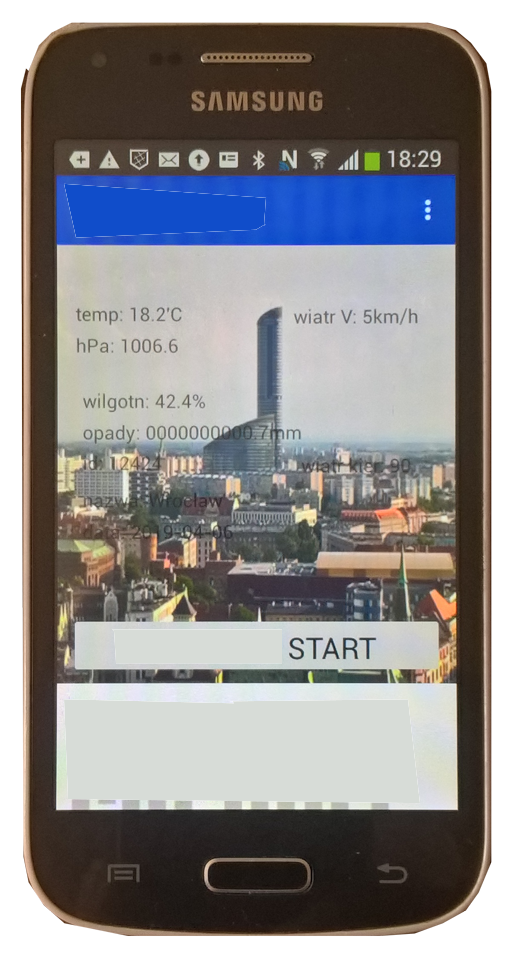 SAMSUNG
18:29
temp: 18.2'C
wiatr V: 5km/h
hPa: 1006.6
wilgotn: 42.4%
opady: 0000000000.7mm
id: 12424
wiatr kier. 90,
nazwa: Wrocław
2019-04-06
START